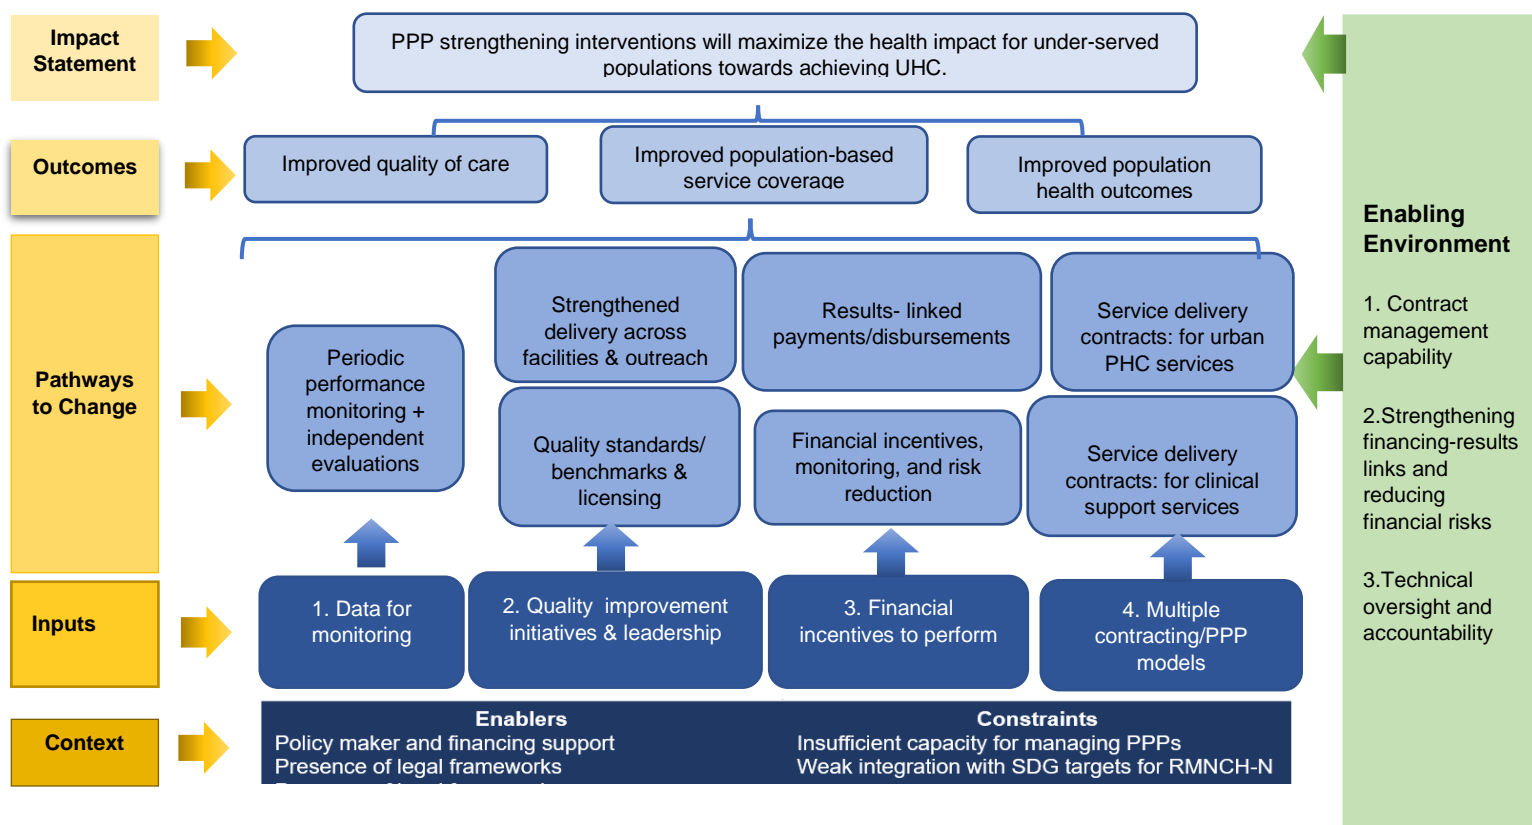 Impact
Statement
PPP strengthening interventions will maximize the health impact for under-served
populations towards achieving UHC.
Outcomes
Improved quality of care
Improved population-based
service coverage
Improved population
health outcomes
Pathways
to Change
Periodic
performance
monitoring +
independent
evaluations
Strengthened
delivery across
facilities & outreach
Results- linked
payments/disbursements
Service delivery
contracts: for urban
PHC services
Quality standards/
benchmarks &
licensing
Financial incentives,
monitoring, and risk
reduction
Service delivery
contracts: for clinical
support services
Inputs
1. Data for
monitoring
2. Quality improvement
initiatives & leadership
3. Financial
incentives to perform
4. Multiple
contracting/PPP
models
Context
Enablers
Policy maker and financing support
Presence of legal frameworks
Constraints
Insufficient capacity for managing PPPs
Weak integration with SDG targets for RMNCH-N
Enabling
Environment
1. Contract
management
capability
2.Strengthening
financing-results
links and
reducing
financial risks
3.Technical
oversight and
accountability